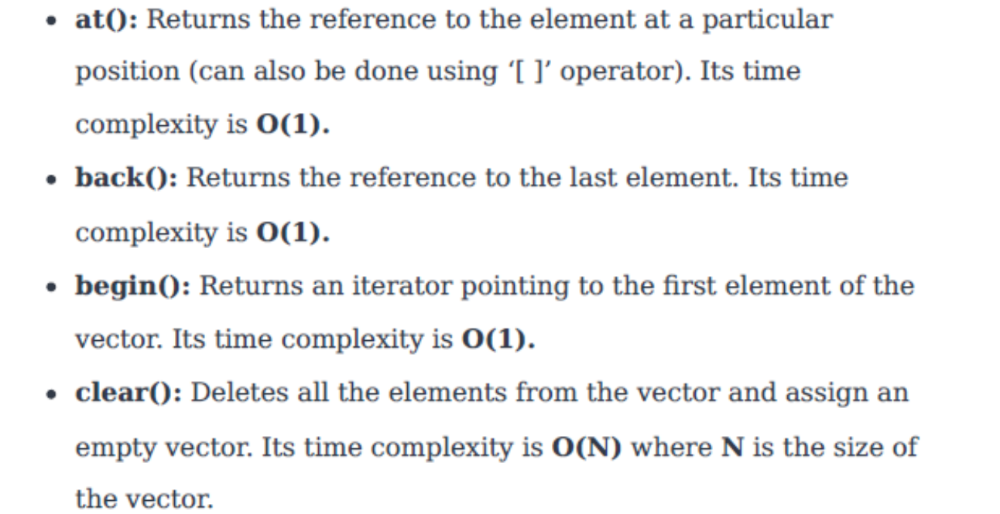 • at(): Returns the reference to the element at a particular
position (can also be done using ‘[ ]’ operator). Its time
complexity is O(1).
• back(): Returns the reference to the last element. Its time
complexity is O(1).
• begin(): Returns an iterator pointing to the first element of the
vector. Its time complexity is O(1).
• clear(): Deletes all the elements from the vector and assign an
empty vector. Its time complexity is O(N) where N is the size of
the vector.